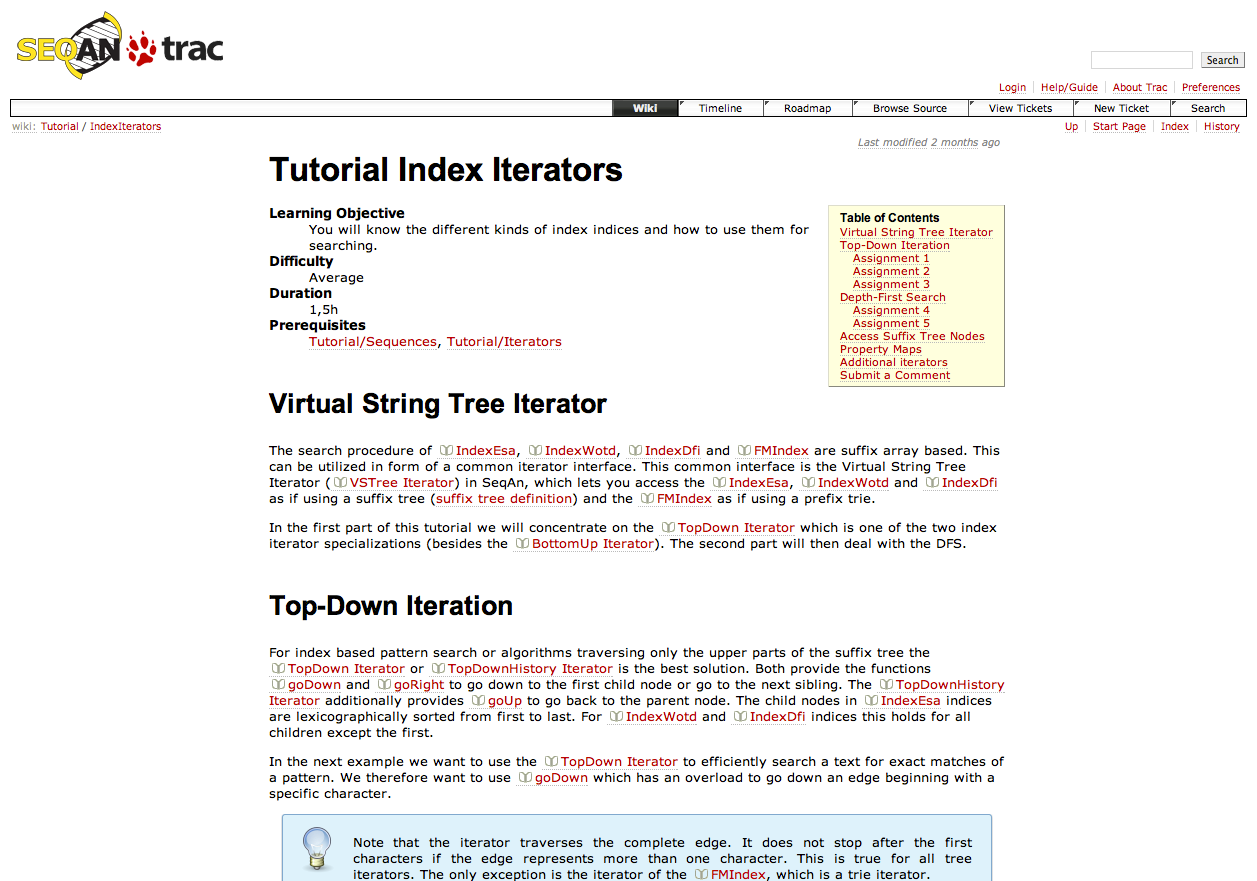 SEQAN trac
Search
Login Help/Guide About Trac Preferences
Wiki Timeline Roadmap Browse Source View Tickets New Ticket Search
wiki: Tutorial / IndexIterators
Up Start Page Index History
Last modified 2 months ago
Tutorial Index Iterators
Learning Objective
You will know the different kinds of index indices and how to use them for
searching.
Difficulty
Average
Duration
1,5h
Prerequisites
Tutorial/Sequences, Tutorial/Iterators
Table of Contents
Virtual String Tree Iterator
Top-Down Iteration
Assignment 1
Assignment 2
Assignment 3
Depth-First Search
Assignment 4
Assignment 5
Access Suffix Tree Nodes
Property Maps
Additional iterators
Submit a Comment
Virtual String Tree Iterator
The search procedure of IndexEsa, IndexWotd, IndexDfi and FMIndex are suffix array based. This
can be utilized in form of a common iterator interface. This common interface is the Virtual String Tree
Iterator ( VSTree Iterator) in SeqAn, which lets you access the IndexEsa, IndexWotd and IndexDfi
as if using a suffix tree (suffix tree definition) and the FMIndex as if using a prefix trie.
In the first part of this tutorial we will concentrate on the TopDown Iterator which is one of the two index
iterator specializations (besides the BottomUp Iterator). The second part will then deal with the DFS.
Top-Down Iteration
For index based pattern search or algorithms traversing only the upper parts of the suffix tree the
TopDown Iterator or TopDownHistory Iterator is the best solution. Both provide the functions
goDown and goRight to go down to the first child node or go to the next sibling. The TopDownHistory
Iterator additionally provides goUp to go back to the parent node. The child nodes in IndexEsa indices
are lexicographically sorted from first to last. For IndexWotd and IndexDfi indices this holds for all
children except the first.
In the next example we want to use the TopDown Iterator to efficiently search a text for exact matches of
a pattern. We therefore want to use goDown which has an overload to go down an edge beginning with a
specific character.
Note that the iterator traverses the complete edge. It does not stop after the first
characters if the edge represents more than one character. This is true for all tree
iterators. The only exception is the iterator of the FMIndex, which is a trie iterator.